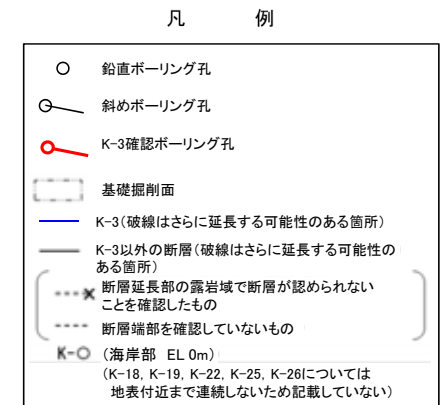 凡 例
鉛直ボーリング孔
斜めボーリング孔
K-3確認ボーリング孔
基礎掘削面
K-3(破線はさらに延長する可能性のある箇所)
K-3以外の断層(破線はさらに延長する可能性の
ある箇所)
断層延長部の露岩域で断層が認められない
ことを確認したもの
断層端部を確認していないもの
K-○ (海岸部 EL 0m)
(K-18, K-19, K-22, K-25, K-26については
地表付近まで連続しないため記載していない)